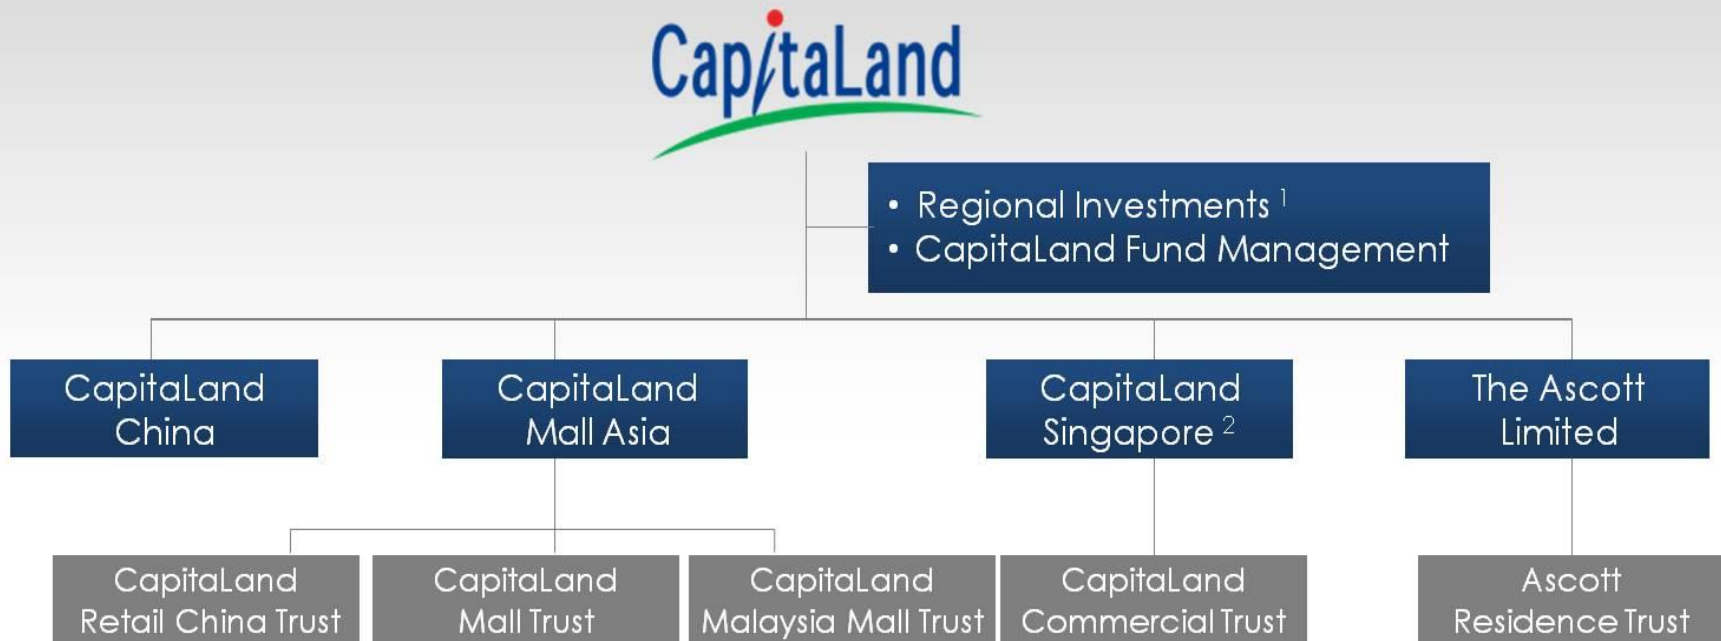 CapitaLand
• Regional Investments 1
• CapitaLand Fund Management
CapitaLand
China
CapitaLand
Mall Asia
CapitaLand
Singapore 2
The Ascott
Limited
CapitaLand
Retail China Trust
CapitaLand
Mall Trust
CapitaLand
Malaysia Mall Trust
CapitaLand
Commercial Trust
Ascott
Residence Trust